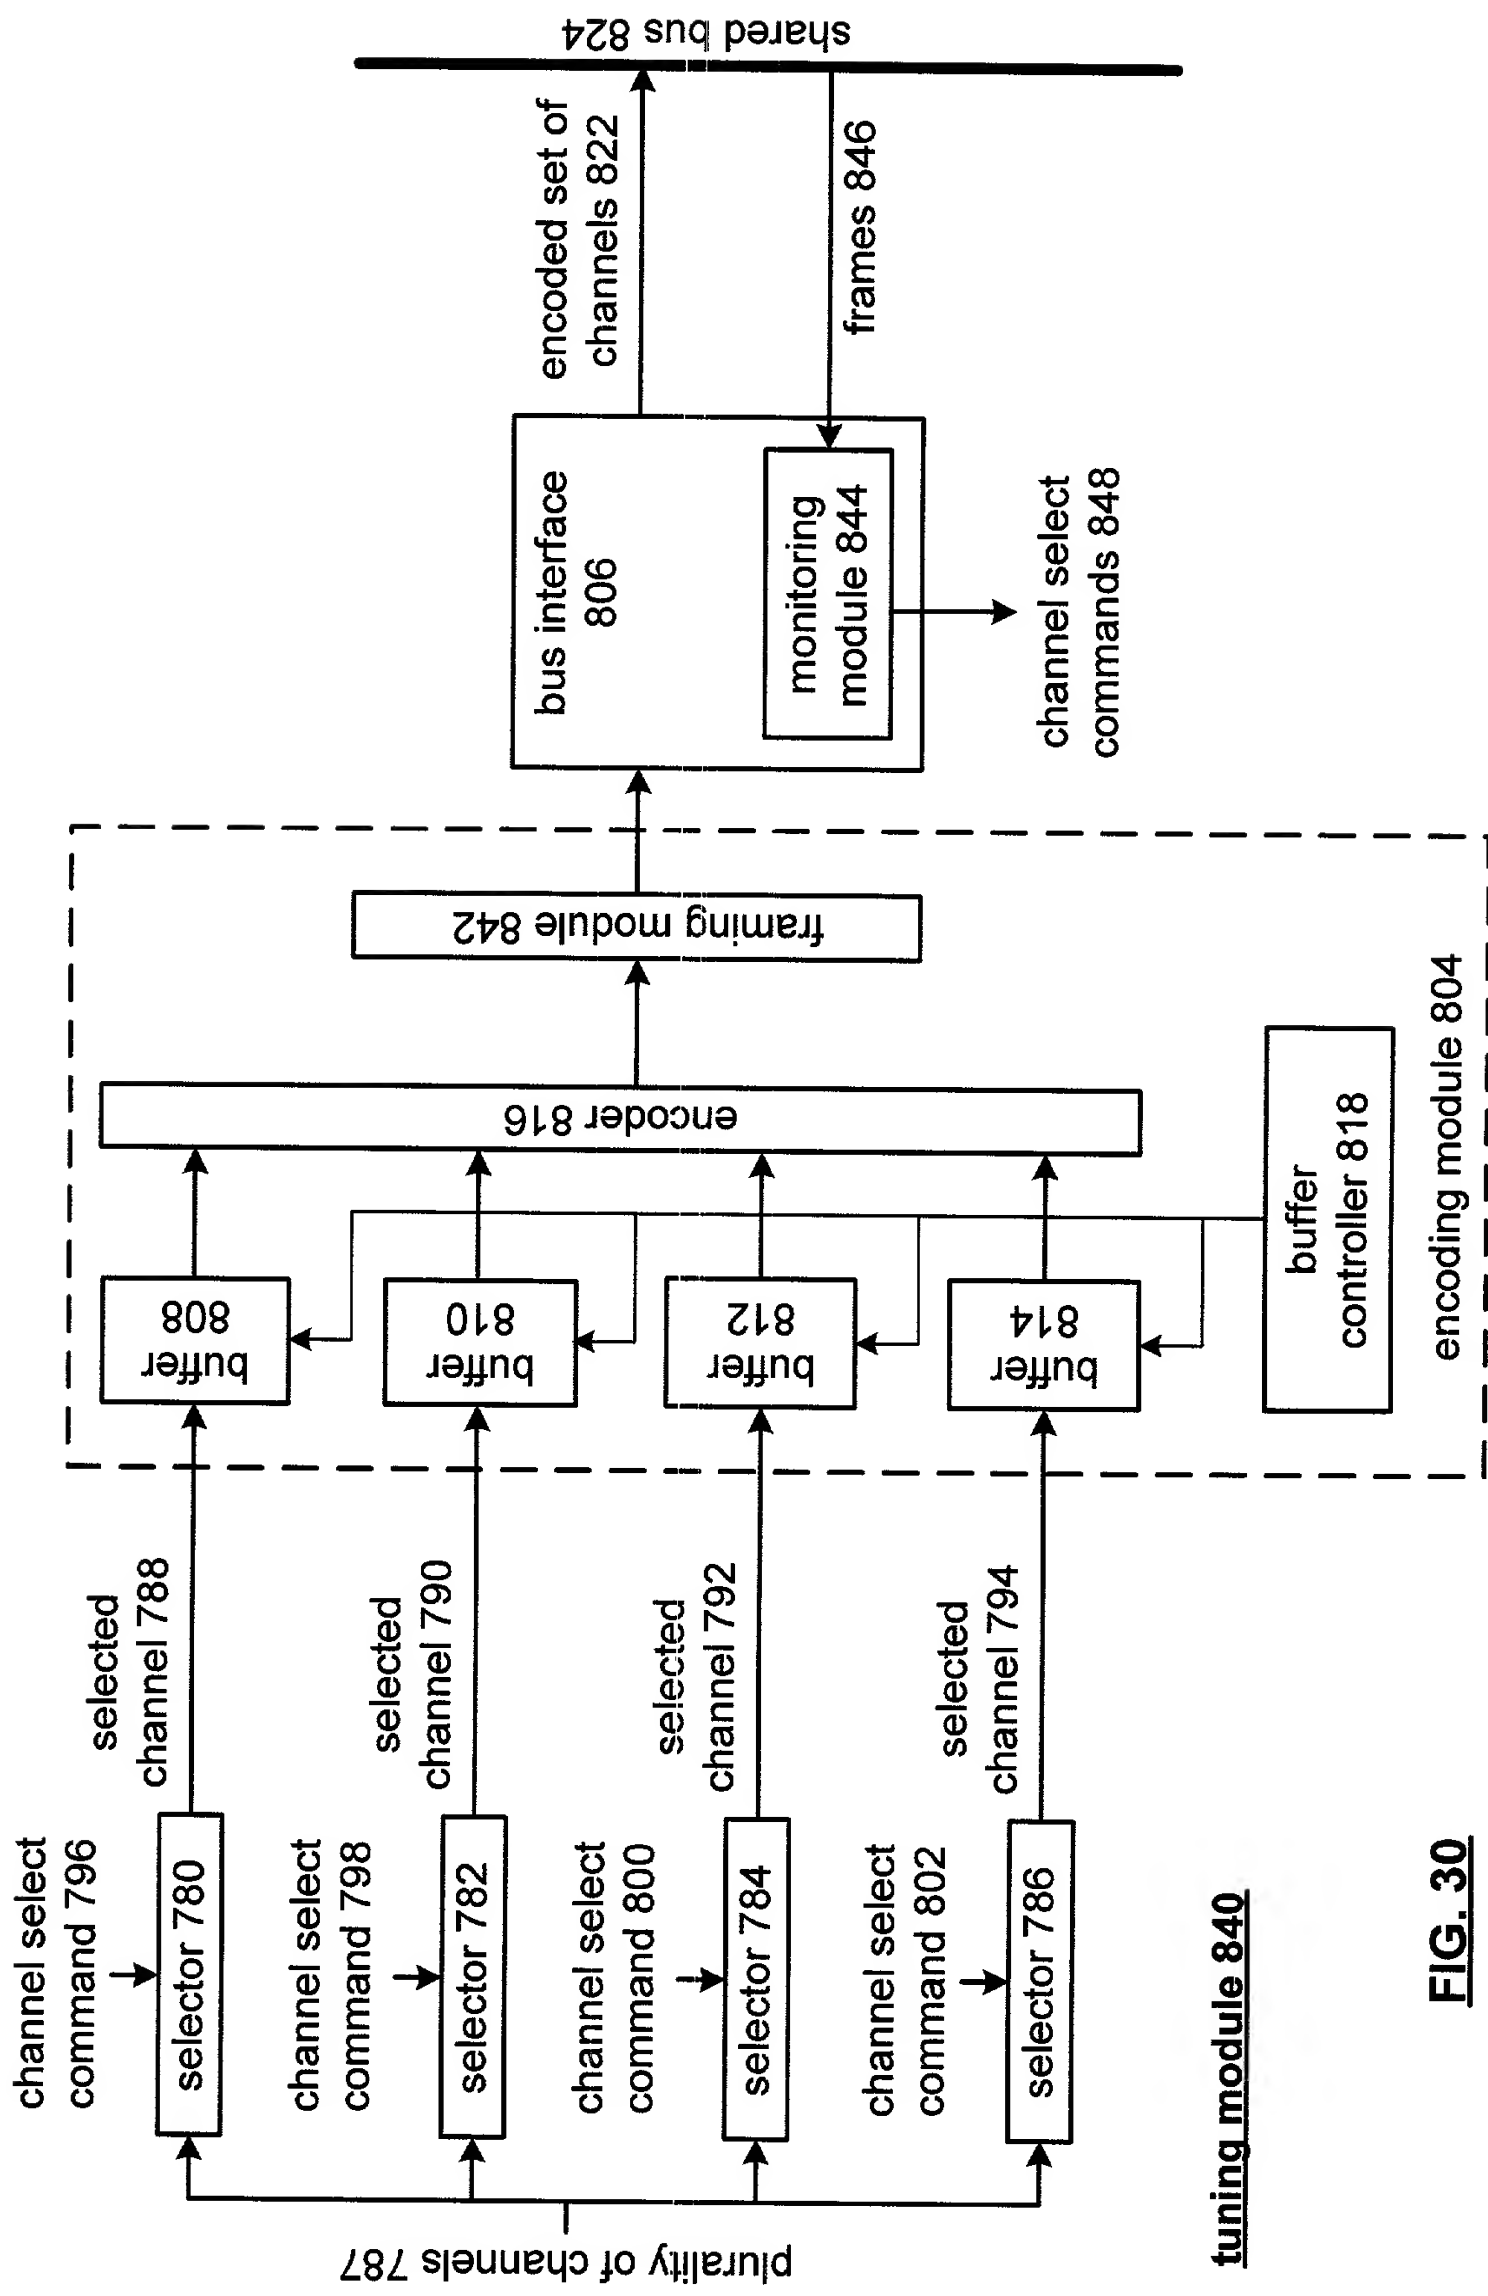 plurality of channels 787
channel select
command 796
selector 780
selected
channel 788
channel select
command 798
selector 782
selected
channel 790
channel select
command 800
selector 784
selected
channel 792
channel select
command 802
selector 786
selected
channel 794
buffer
808
buffer
810
buffer
812
buffer
814
encoder 816
framing module 842
buffer
controller 818
encoding module 804
bus interface
806
monitoring
module 844
channel select
commands 848
encoded set of
channels 822
frames 846
shared bus 824
tuning module 840
FIG. 30